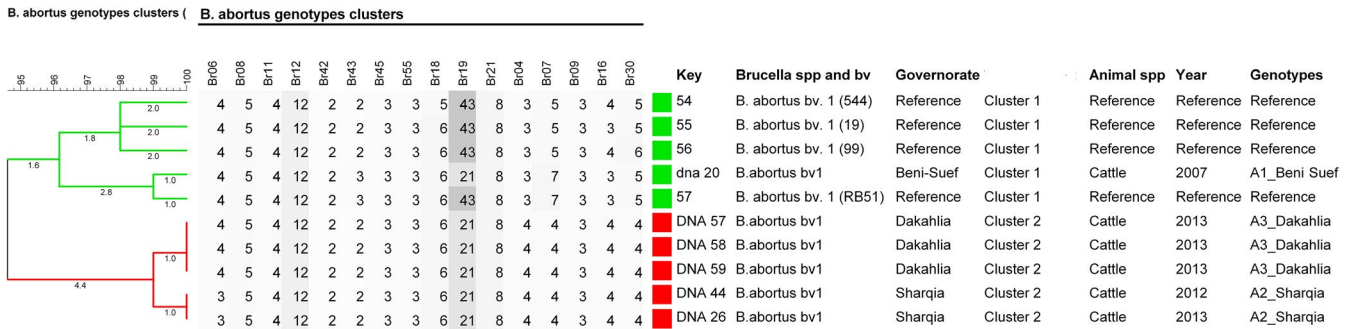 B. abortus genotypes clusters (
B. abortus genotypes clusters
95 96 97 98 99 100
Br06 Br08 Br11 Br12 Br42 Br43 Br45 Br55 Br18 Br19 Br21 Br04 Br07 Br09 Br16 Br30
Key Brucella spp and bv Governorate Animal spp Year Genotypes
2.0 4 5 4 12 2 2 3 3 5 43 8 3 5 3 4 5 54 B. abortus bv. 1 (544) Reference Cluster 1 Reference Reference Reference
2.0 4 5 4 12 2 2 3 3 6 43 8 3 5 3 3 5 55 B. abortus bv. 1 (19) Reference Cluster 1 Reference Reference Reference
1.8
2.0 4 5 4 12 2 2 3 3 6 43 8 3 5 3 4 6 56 B. abortus bv. 1 (99) Reference Cluster 1 Reference Reference Reference
1.6
1.0 4 5 4 12 2 2 3 3 6 21 8 3 7 3 3 5 dna 20 B.abortus bv1 Beni-Suef Cluster 1 Cattle 2007 A1_Beni Suef
2.8
1.0 4 5 4 12 2 2 3 3 6 43 8 3 7 3 3 5 57 B. abortus bv. 1 (RB51) Reference Cluster 1 Reference Reference Reference
4 5 4 12 2 2 3 3 6 21 8 4 4 3 4 4 DNA 57 B.abortus bv1 Dakahlia Cluster 2 Cattle 2013 A3_Dakahlia
4 5 4 12 2 2 3 3 6 21 8 4 4 3 4 4 DNA 58 B.abortus bv1 Dakahlia Cluster 2 Cattle 2013 A3_Dakahlia
1.0 4 5 4 12 2 2 3 3 6 21 8 4 4 3 4 4 DNA 59 B.abortus bv1 Dakahlia Cluster 2 Cattle 2013 A3_Dakahlia
4.4
3 5 4 12 2 2 3 3 6 21 8 4 4 3 4 4 DNA 44 B.abortus bv1 Sharqia Cluster 2 Cattle 2012 A2_Sharqia
1.0 3 5 4 12 2 2 3 3 6 21 8 4 4 3 4 4 DNA 26 B.abortus bv1 Sharqia Cluster 2 Cattle 2013 A2_Sharqia